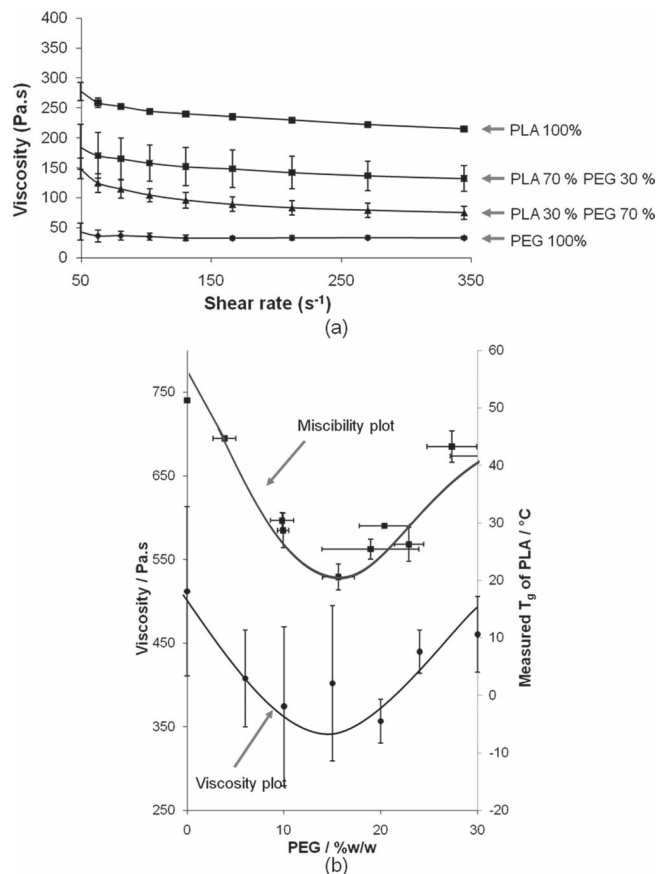 400
350
300
250
200
150
100
50
0
Viscosity (Pa.s)
PLA 100%
PLA 70 % PEG 30%
PLA 30% PEG 70%
PEG 100%
50 150 250 350
Shear rate (s⁻¹)
(a)
750
650
550
450
350
250
Viscosity / Pa.s
Miscibility plot
Viscosity plot
60
50
40
30
20
10
0
-10
-20
Measured Tg of PLA / °C
0 10 20 30
PEG / %w/w
(b)